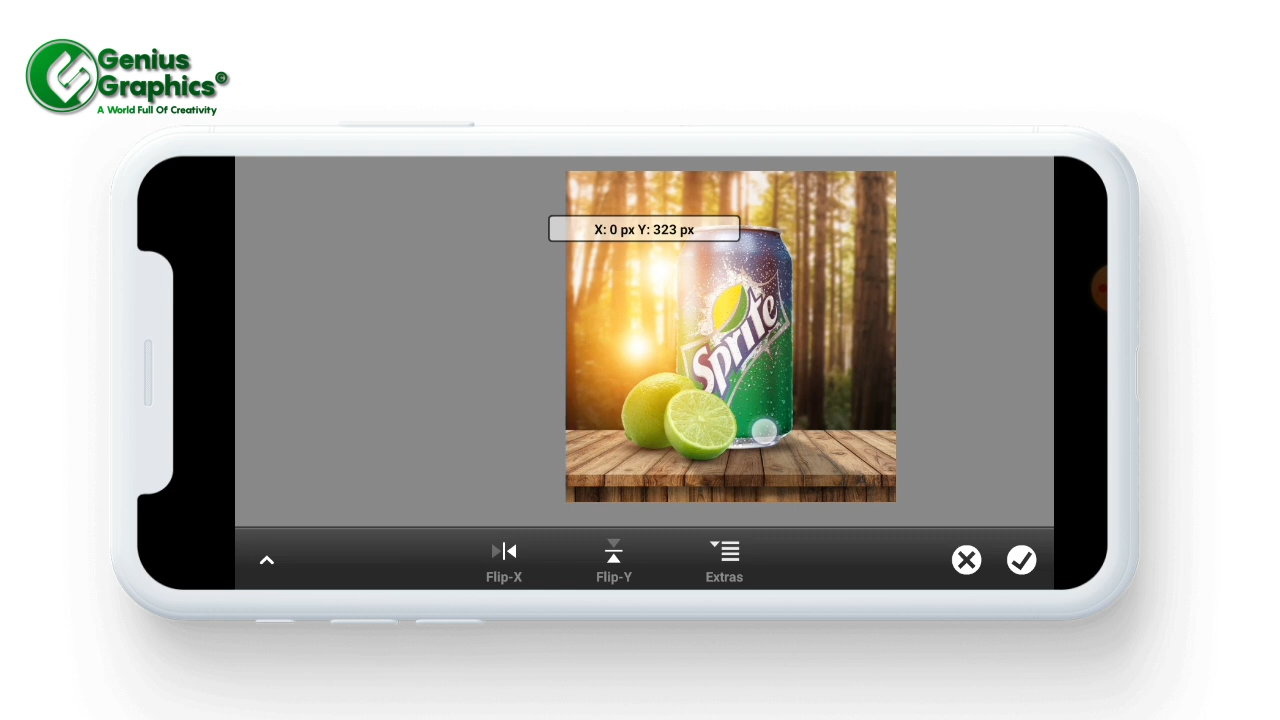 Genius
Graphics©
A World Full Of Creativity
X: 0 px Y: 323 px
Sprite
Flip-X
Flip-Y
Extras